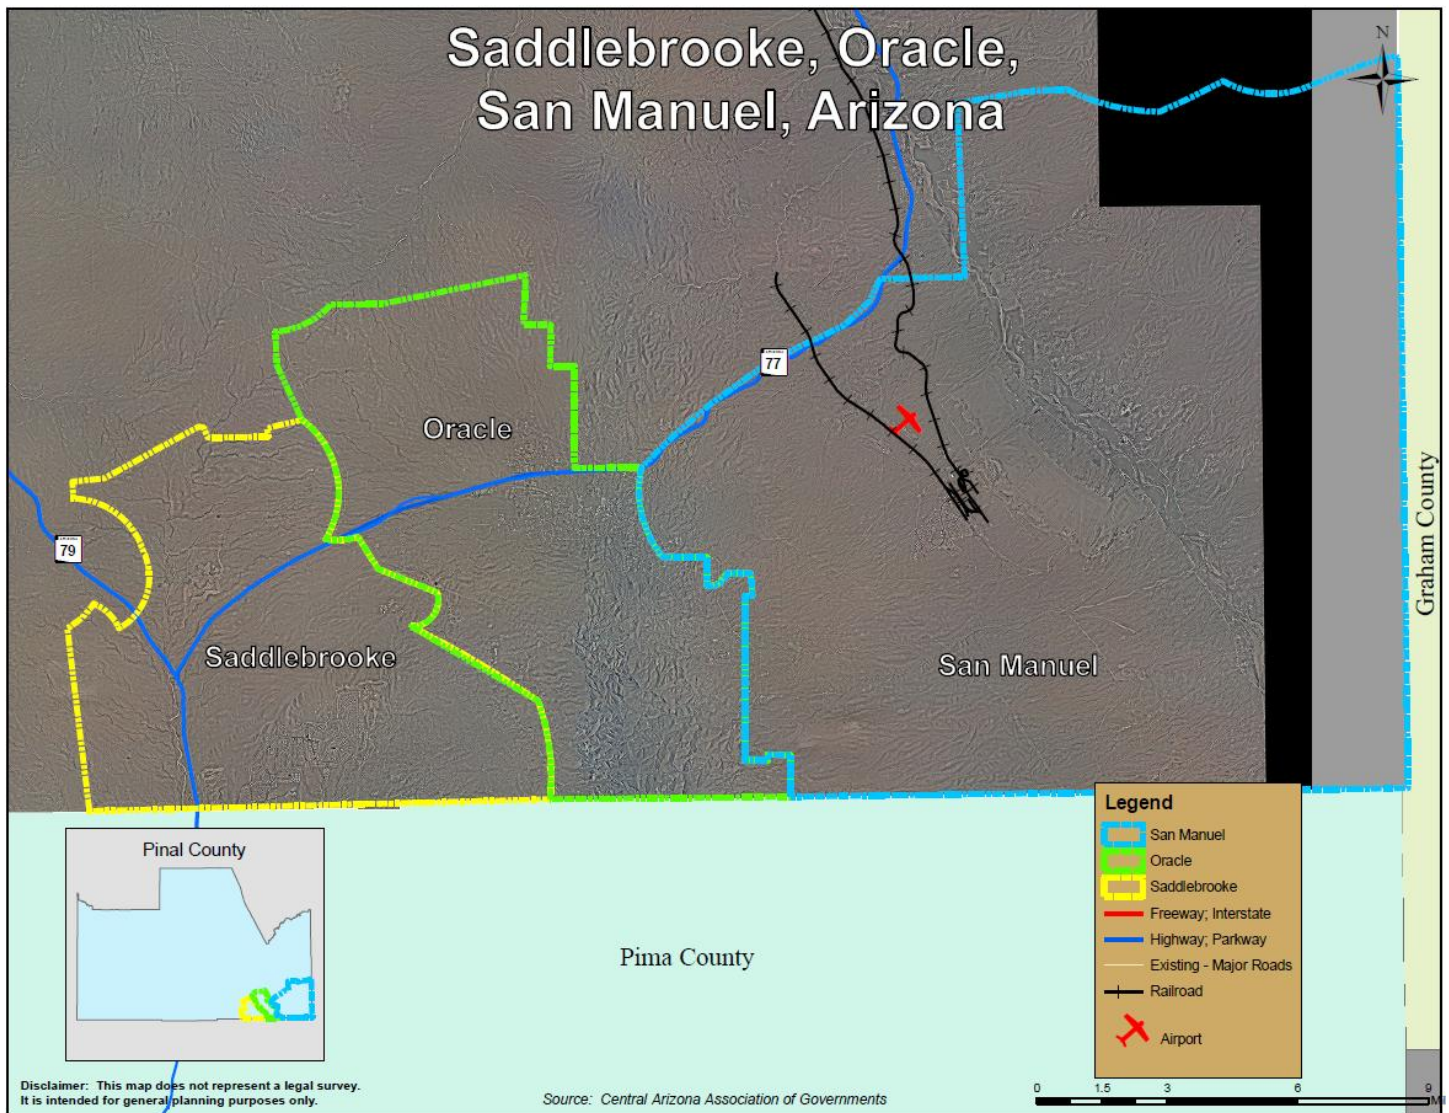 Saddlebrooke, Oracle,
San Manuel, Arizona
N
77
Oracle
79
Graham County
Saddlebrooke
San Manuel
Pinal County
Pima County
Legend
San Manuel
Oracle
Saddlebrooke
Freeway; Interstate
Highway; Parkway
Existing - Major Roads
Railroad
Airport
Disclaimer: This map does not represent a legal survey.
It is intended for general planning purposes only.
Source: Central Arizona Association of Governments
0 1.5 3 6 9